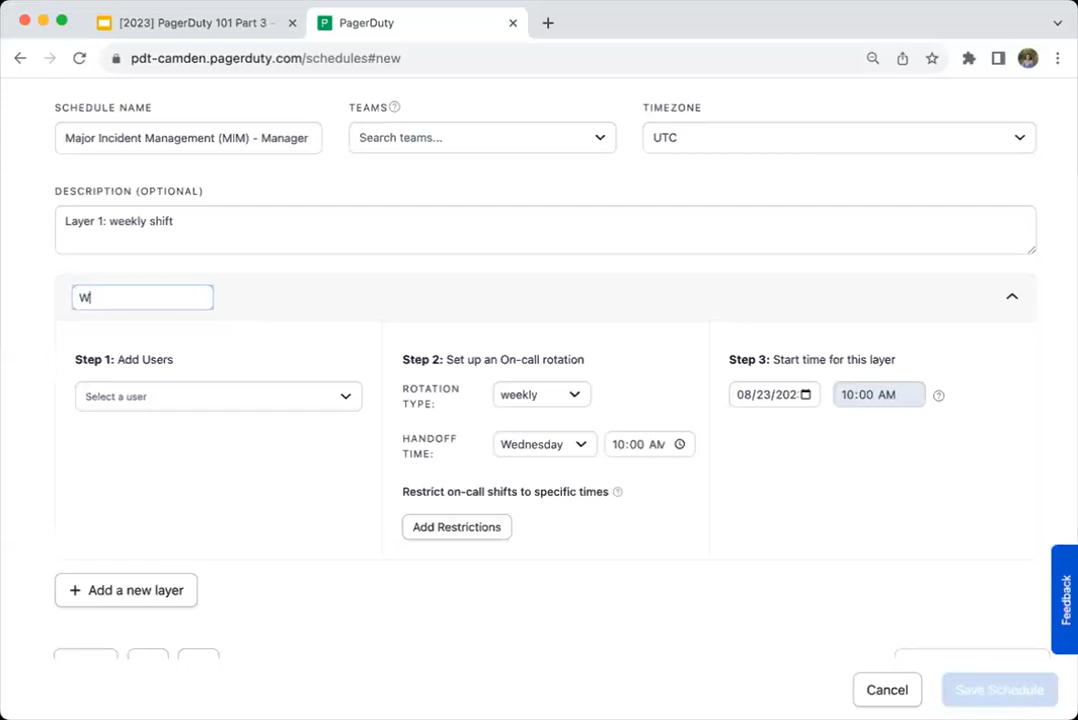 [2023] PagerDuty 101 Part 3 -
PagerDuty
pdt-camden.pagerduty.com/schedules#new
SCHEDULE NAME
TEAMS
TIMEZONE
Major Incident Management (MIM) - Manager
Search teams...
UTC
DESCRIPTION (OPTIONAL)
Layer 1: weekly shift
W
Step 1: Add Users
Step 2: Set up an On-call rotation
Step 3: Start time for this layer
Select a user
ROTATION TYPE:
weekly
08/23/202
10:00 AM
HANDOFF TIME:
Wednesday
10:00 AM
Restrict on-call shifts to specific times
Add Restrictions
+ Add a new layer
Feedback
Cancel
Save Schedule